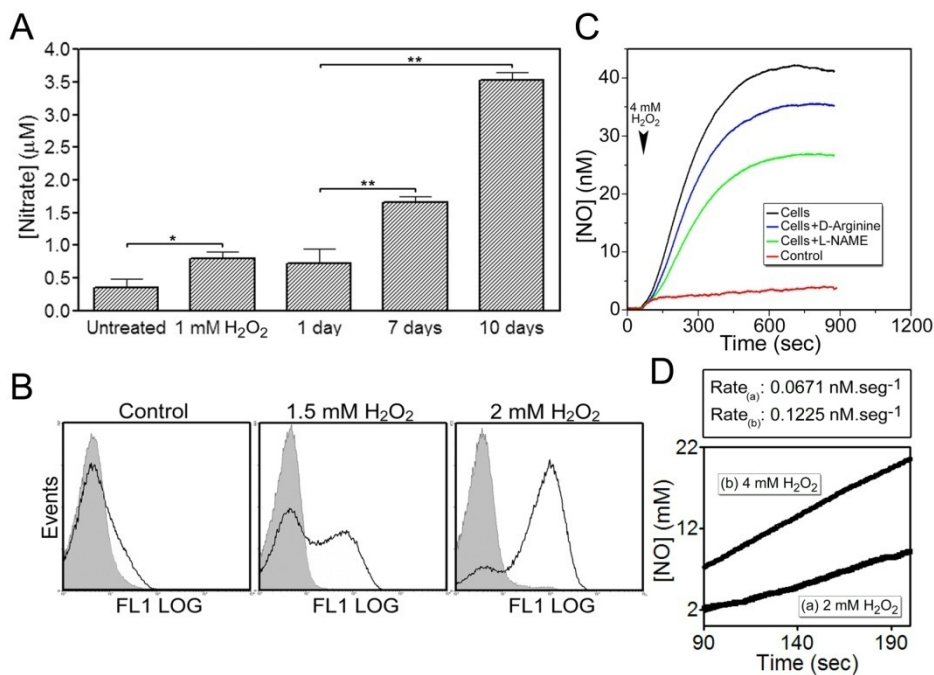 A
[Nitrate] (µM)
4.0
3.5
3.0
2.5
2.0
1.5
1.0
0.5
0.0
*
**
**
Untreated 1 mM H₂O₂ 1 day 7 days 10 days
B
Control 1.5 mM H₂O₂ 2 mM H₂O₂
Events
FL1 LOG FL1 LOG FL1 LOG
C
[NO] (nM)
40
30
20
10
0
4 mM
H₂O₂
Cells
Cells+D-Arginine
Cells+L-NAME
Control
0 300 600 900 1200
Time (sec)
D
Rate(a): 0.0671 nM.seg-1
Rate(b): 0.1225 nM.seg-1
[NO] (mM)
22
12
2
(b) 4 mM H₂O₂
(a) 2 mM H₂O₂
90 140 190
Time (sec)